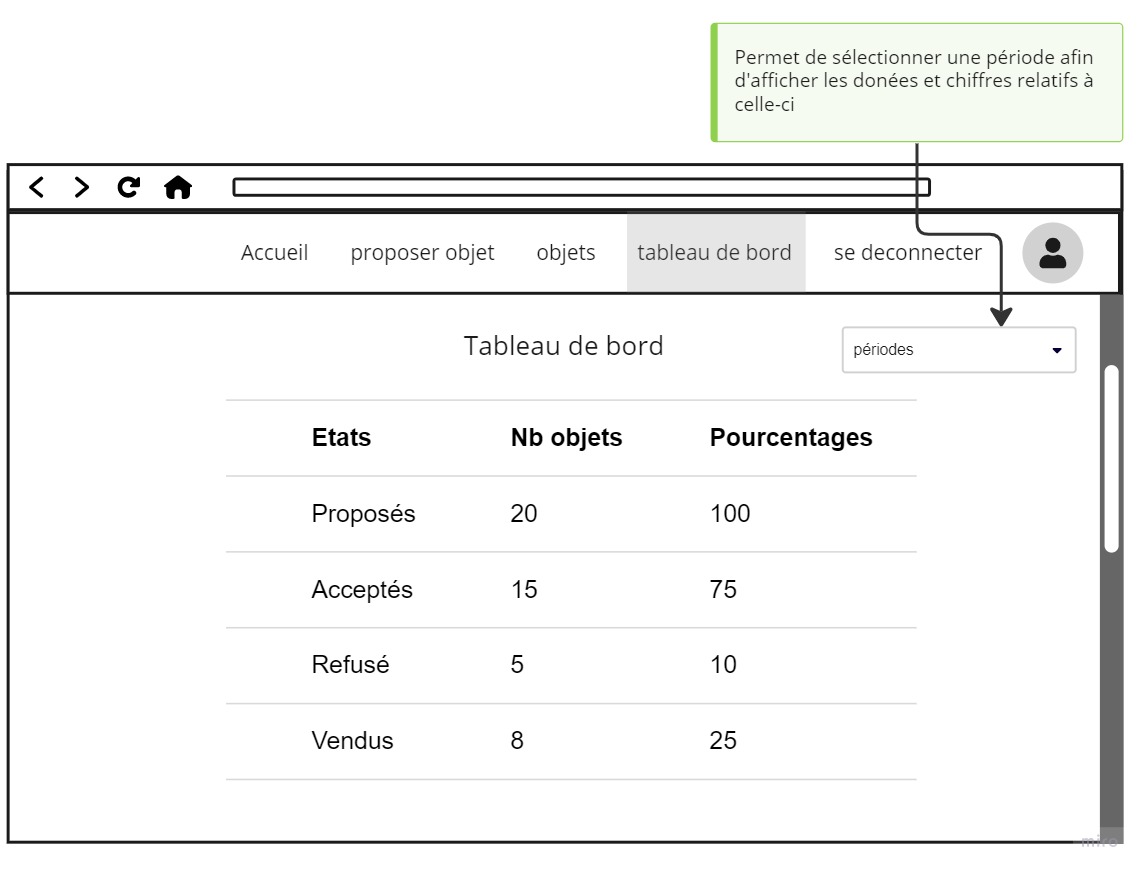 Permet de sélectionner une période afin
d'afficher les donées et chiffres relatifs à
celle-ci
Accueil proposer objet objets tableau de bord se deconnecter
Tableau de bord
périodes
Etats Nb objets Pourcentages
Proposés 20 100
Acceptés 15 75
Refusé 5 10
Vendus 8 25
miro